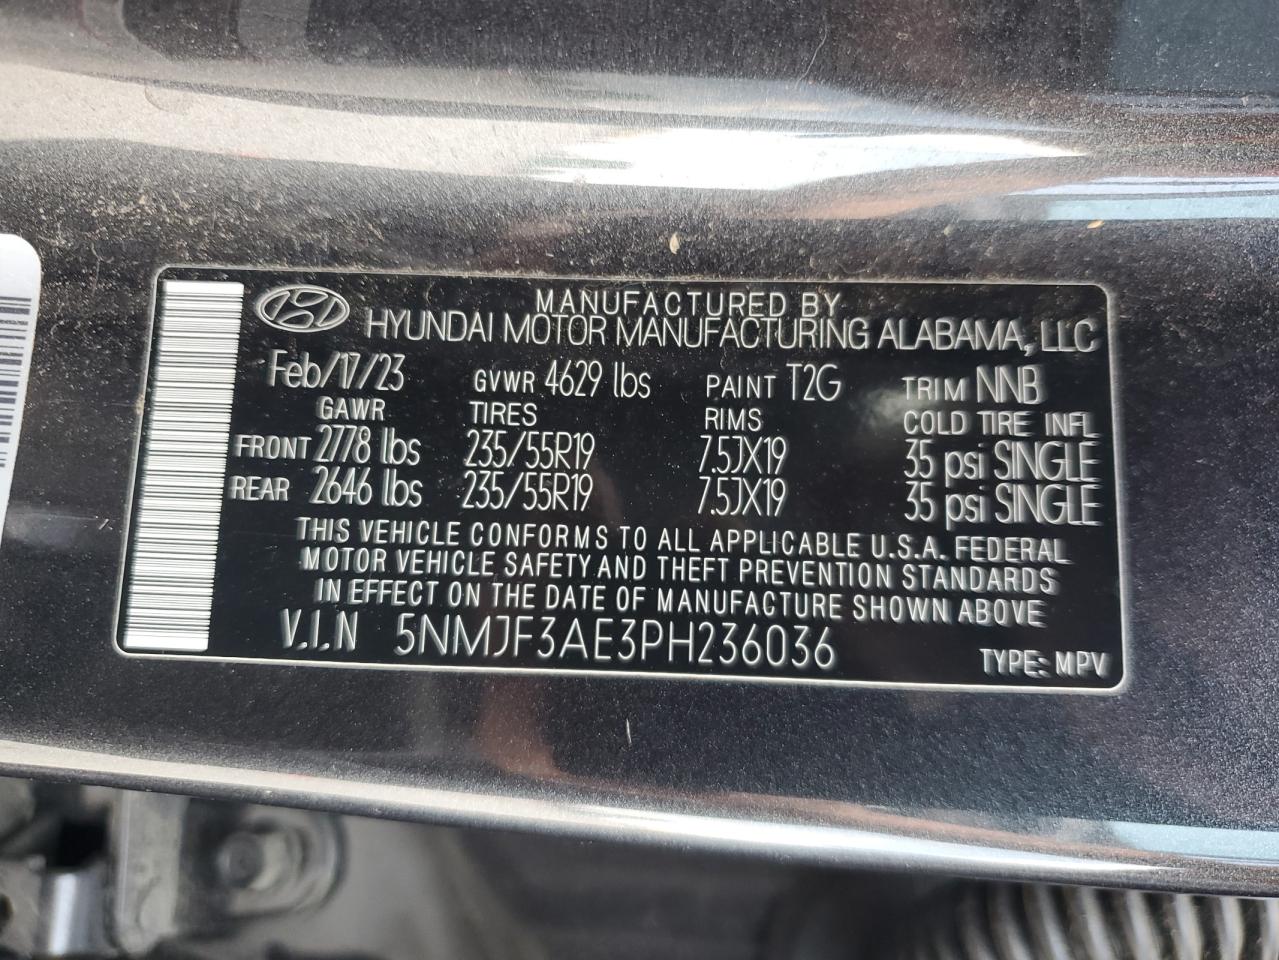 MANUFACTURED BY
HYUNDAI MOTOR MANUFACTURING ALABAMA, LLC
Feb/17/23 GVWR 4629 lbs PAINT T2G TRIM NNB
GAWR TIRES RIMS COLD TIRE INFL
FRONT 2778 lbs 235/55R19 7.5JX19 35 psi SINGLE
REAR 2646 lbs 235/55R19 7.5JX19 35 psi SINGLE
THIS VEHICLE CONFORMS TO ALL APPLICABLE U.S.A. FEDERAL
MOTOR VEHICLE SAFETY AND THEFT PREVENTION STANDARDS
IN EFFECT ON THE DATE OF MANUFACTURE SHOWN ABOVE
V.I.N 5NMJF3AE3PH236036 TYPE: MPV